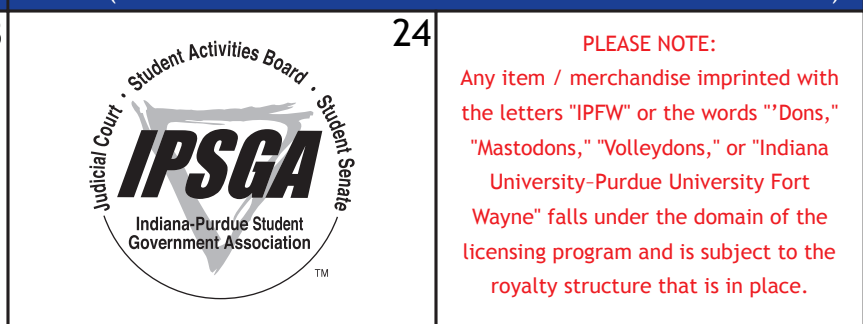 24
Judicial Court · Student Activities Board · Student Senate
IPSGA
Indiana-Purdue Student
Government Association
TM
PLEASE NOTE:
Any item / merchandise imprinted with
the letters "IPFW" or the words "’Dons,"
"Mastodons," "Volleydons," or "Indiana
University–Purdue University Fort
Wayne" falls under the domain of the
licensing program and is subject to the
royalty structure that is in place.